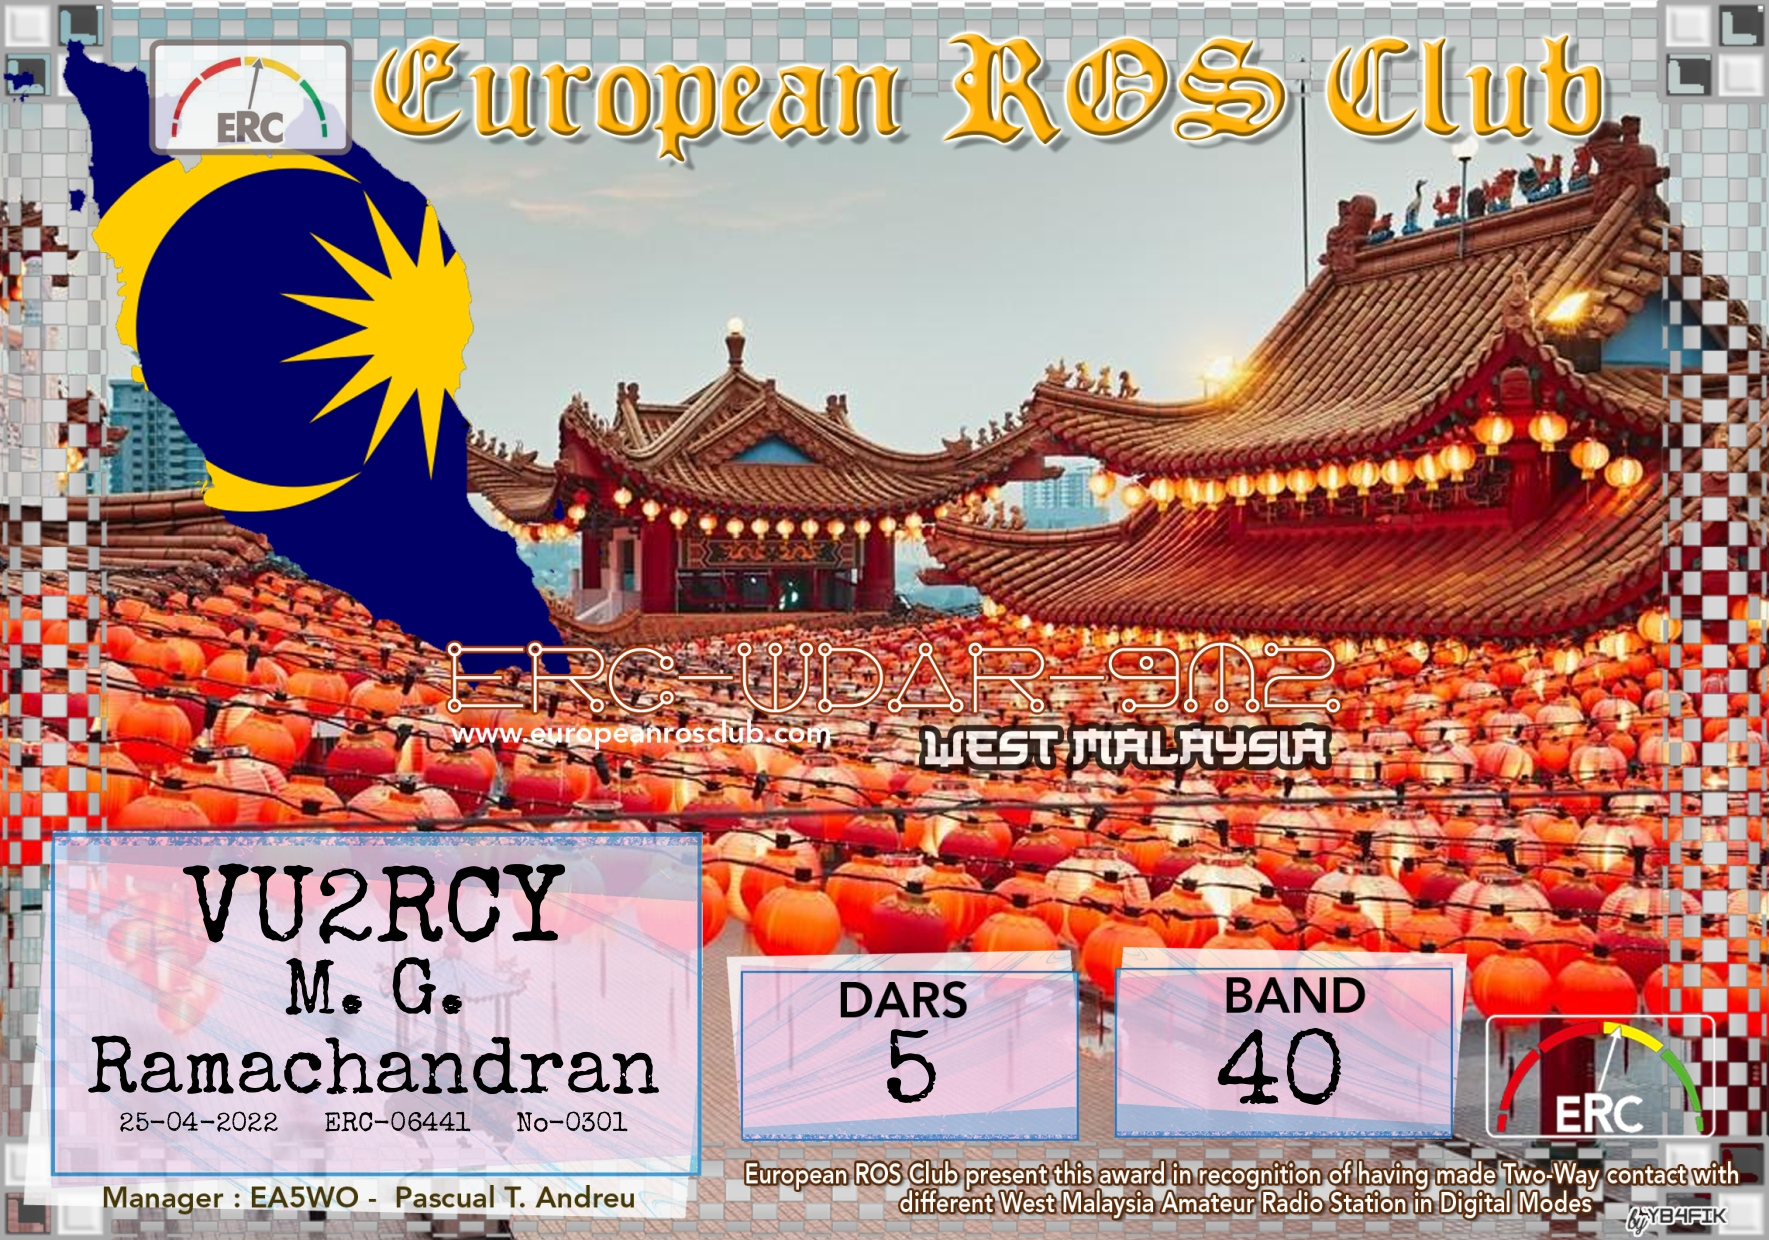 ERC
European ROS Club
ERC-WDAR-9M2
www.europeanrosclub.com
WEST MALAYSIA
VU2RCY
M. G.
Ramachandran
25-04-2022 ERC-06441 No-0301
Manager : EA5WO - Pascual T. Andreu
DARS
5
BAND
40
ERC
European ROS Club present this award in recognition of having made Two-Way contact with
different West Malaysia Amateur Radio Station in Digital Modes
by YB4FIK